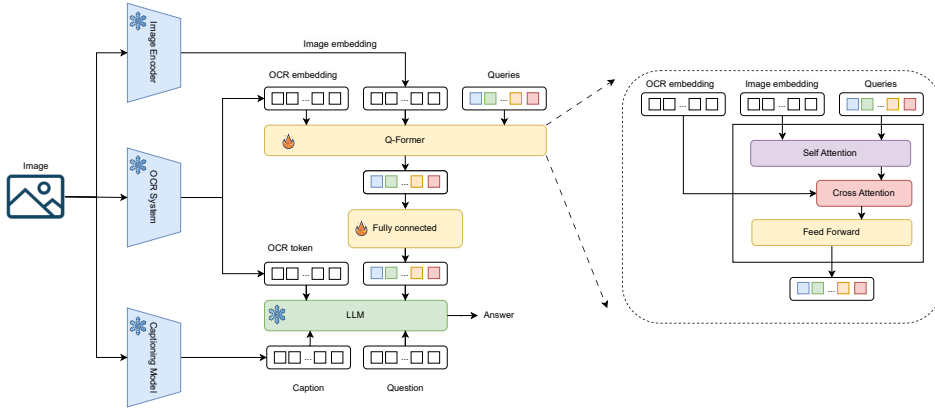 Image
Image Encoder
OCR System
Captioning Model
Image embedding
OCR embedding
Queries
...
...
...
Q-Former
...
Fully connected
OCR token
...
...
LLM
Answer
...
...
Caption
Question
OCR embedding
Image embedding
Queries
...
...
...
Self Attention
Cross Attention
Feed Forward
...